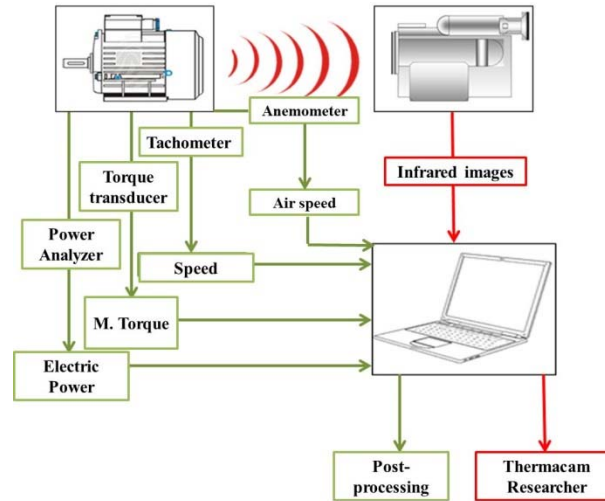 Anemometer
Tachometer
Torque
transducer
Infrared images
Air speed
Power
Analyzer
Speed
M. Torque
Electric
Power
Post-
processing
Thermacam
Researcher